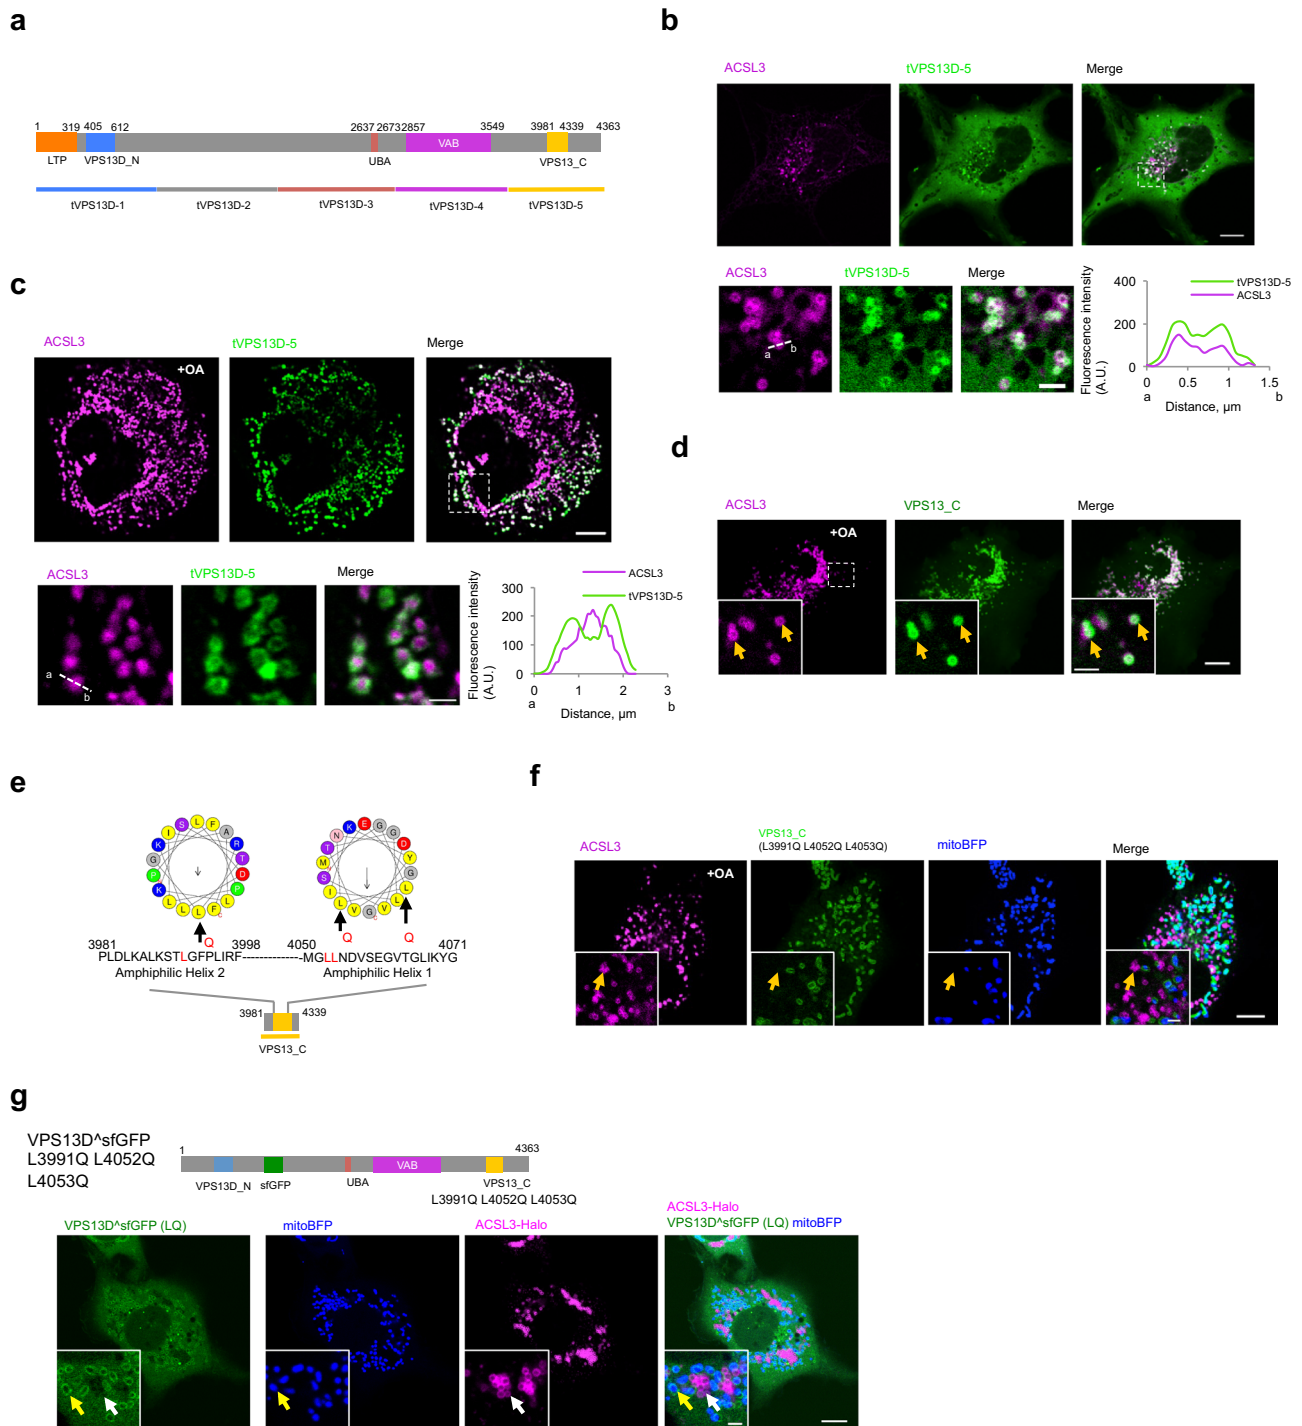 a
1 319 405 612 2637 2673 2857 3549 3981 4339 4363
VAB
LTP VPS13D_N UBA VPS13_C
tVPS13D-1 tVPS13D-2 tVPS13D-3 tVPS13D-4 tVPS13D-5
b
ACSL3 tVPS13D-5 Merge
ACSL3 tVPS13D-5 Merge
a b
Fluorescence intensity
(A.U.)
400
200
0
tVPS13D-5
ACSL3
0 0.5 1 1.5
a b
Distance, µm
c
ACSL3 tVPS13D-5 Merge
+OA
ACSL3 tVPS13D-5 Merge
a
b
Fluorescence intensity
(A.U.)
300
200
100
0
ACSL3
tVPS13D-5
0 1 2 3
a b
Distance, µm
d
ACSL3 VPS13_C Merge
+OA
e
I S L F A R T D P L F L L L K P G K
T N K E G G D Y G L L V G V L I S M
Q Q Q
3981 3998 4050 4071
PLDLKALKSTLGFPLIRF-------------MGLLNDVSEGVTGLIKYG
Amphiphilic Helix 2 Amphiphilic Helix 1
3981 4339
VPS13_C
f
ACSL3
VPS13_C
(L3991Q L4052Q L4053Q)
mitoBFP
Merge
+OA
g
VPS13D^sfGFP
L3991Q L4052Q
L4053Q
1 4363
VAB
VPS13D_N sfGFP UBA VPS13_C
L3991Q L4052Q L4053Q
VPS13D^sfGFP (LQ) mitoBFP ACSL3-Halo
ACSL3-Halo
VPS13D^sfGFP (LQ) mitoBFP